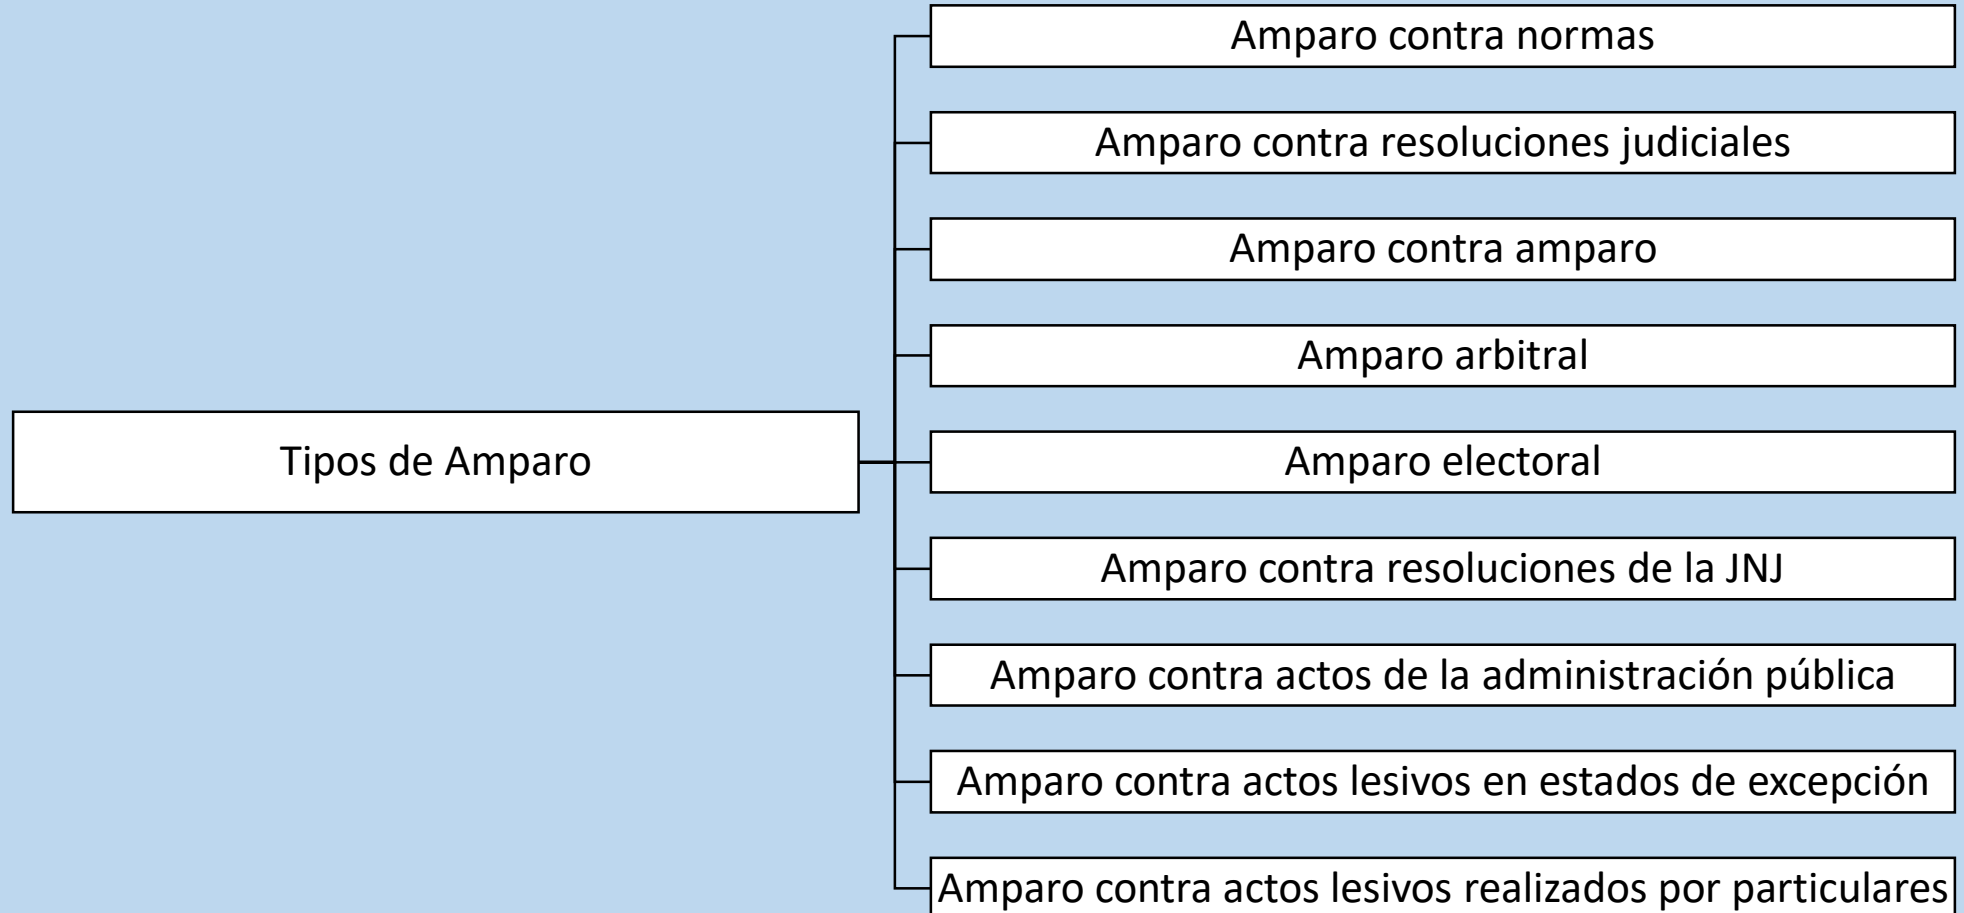 Tipos de Amparo
Amparo contra normas
Amparo contra resoluciones judiciales
Amparo contra amparo
Amparo arbitral
Amparo electoral
Amparo contra resoluciones de la JNJ
Amparo contra actos de la administración pública
Amparo contra actos lesivos en estados de excepción
Amparo contra actos lesivos realizados por particulares